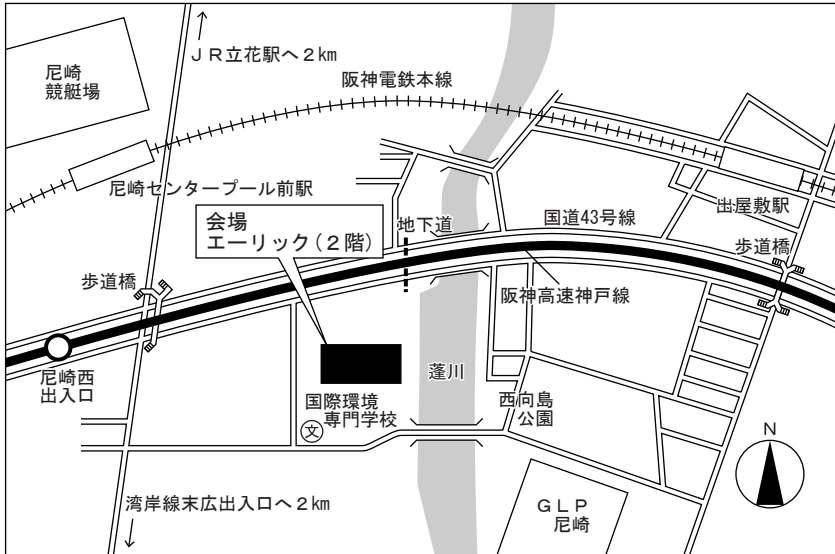 ＪＲ立花駅へ２km
尼崎
競艇場
阪神電鉄本線
尼崎センタープール前駅
出屋敷駅
会場
エーリック（２階）
地下道
国道43号線
歩道橋
歩道橋
阪神高速神戸線
尼崎西
出入口
蓬川
国際環境
専門学校
文
西向島
公園
N
湾岸線末広出入口へ２km
ＧＬＰ
尼崎